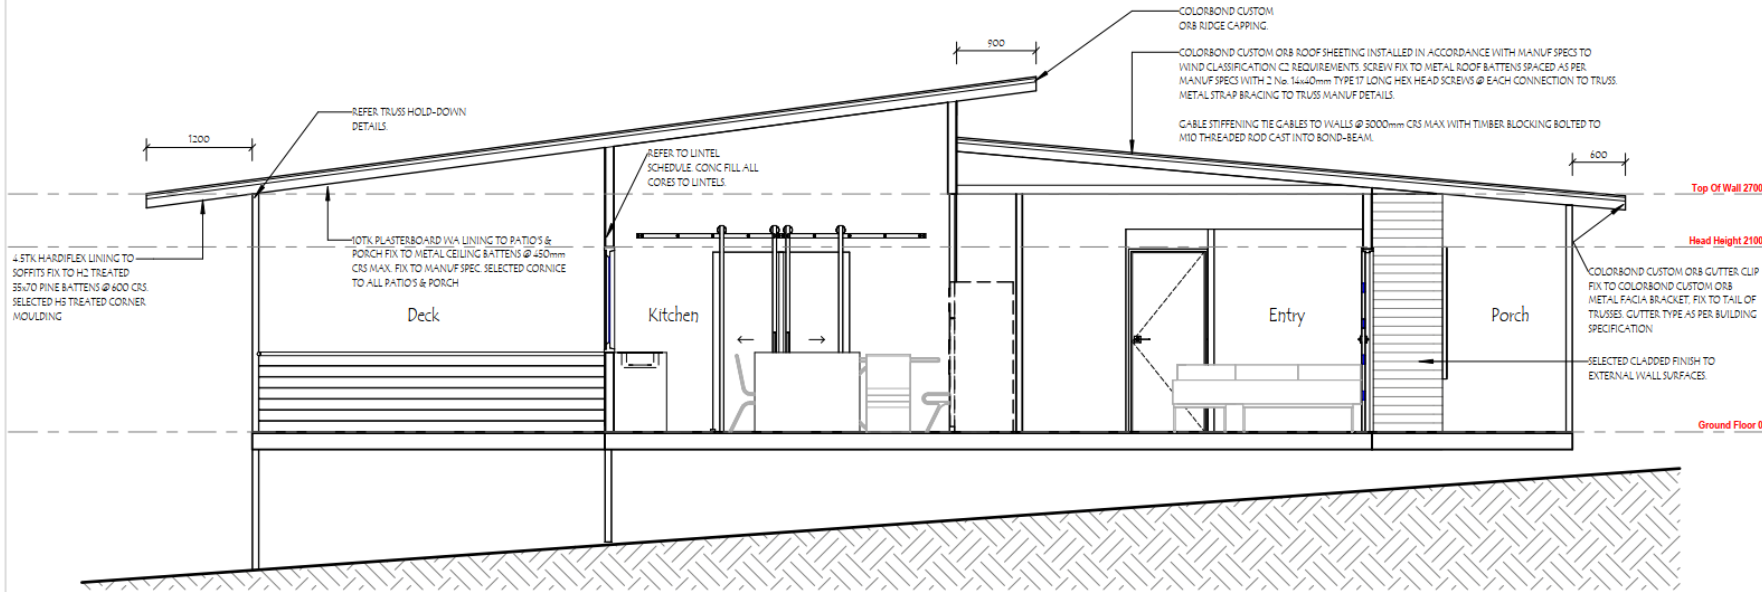 COLORBOND CUSTOM
ORB RIDGE CAPPING.
900
COLORBOND CUSTOM ORB ROOF SHEETING INSTALLED IN ACCORDANCE WITH MANUF SPECS TO
WIND CLASSIFICATION C2 REQUIREMENTS. SCREW FIX TO METAL ROOF BATTENS SPACED AS PER
MANUF SPECS WITH 2 No. 14x40mm TYPE 17 LONG HEX HEAD SCREWS @ EACH CONNECTION TO TRUSS.
METAL STRAP BRACING TO TRUSS MANUF DETAILS.
GABLE STIFFENING TIE GABLES TO WALLS @ 3000mm CRS MAX WITH TIMBER BLOCKING BOLTED TO
M10 THREADED ROD CAST INTO BOND-BEAM.
REFER TRUSS HOLD-DOWN
DETAILS.
1200
REFER TO LINTEL
SCHEDULE. CONC FILL ALL
CORES TO LINTELS.
600
Top Of Wall 2700
10TK PLASTERBOARD WA LINING TO PATIO'S &
PORCH FIX TO METAL CEILING BATTENS @ 450mm
CRS MAX. FIX TO MANUF SPEC. SELECTED CORNICE
TO ALL PATIO'S & PORCH
Head Height 2100
4.5TK HARDIFLEX LINING TO
SOFFITS FIX TO H2 TREATED
35x70 PINE BATTENS @ 600 CRS.
SELECTED H3 TREATED CORNER
MOULDING
COLORBOND CUSTOM ORB GUTTER CLIP
FIX TO COLORBOND CUSTOM ORB
METAL FACIA BRACKET, FIX TO TAIL OF
TRUSSES. GUTTER TYPE AS PER BUILDING
SPECIFICATION
Deck
Kitchen
Entry
Porch
SELECTED CLADDED FINISH TO
EXTERNAL WALL SURFACES.
Ground Floor 0